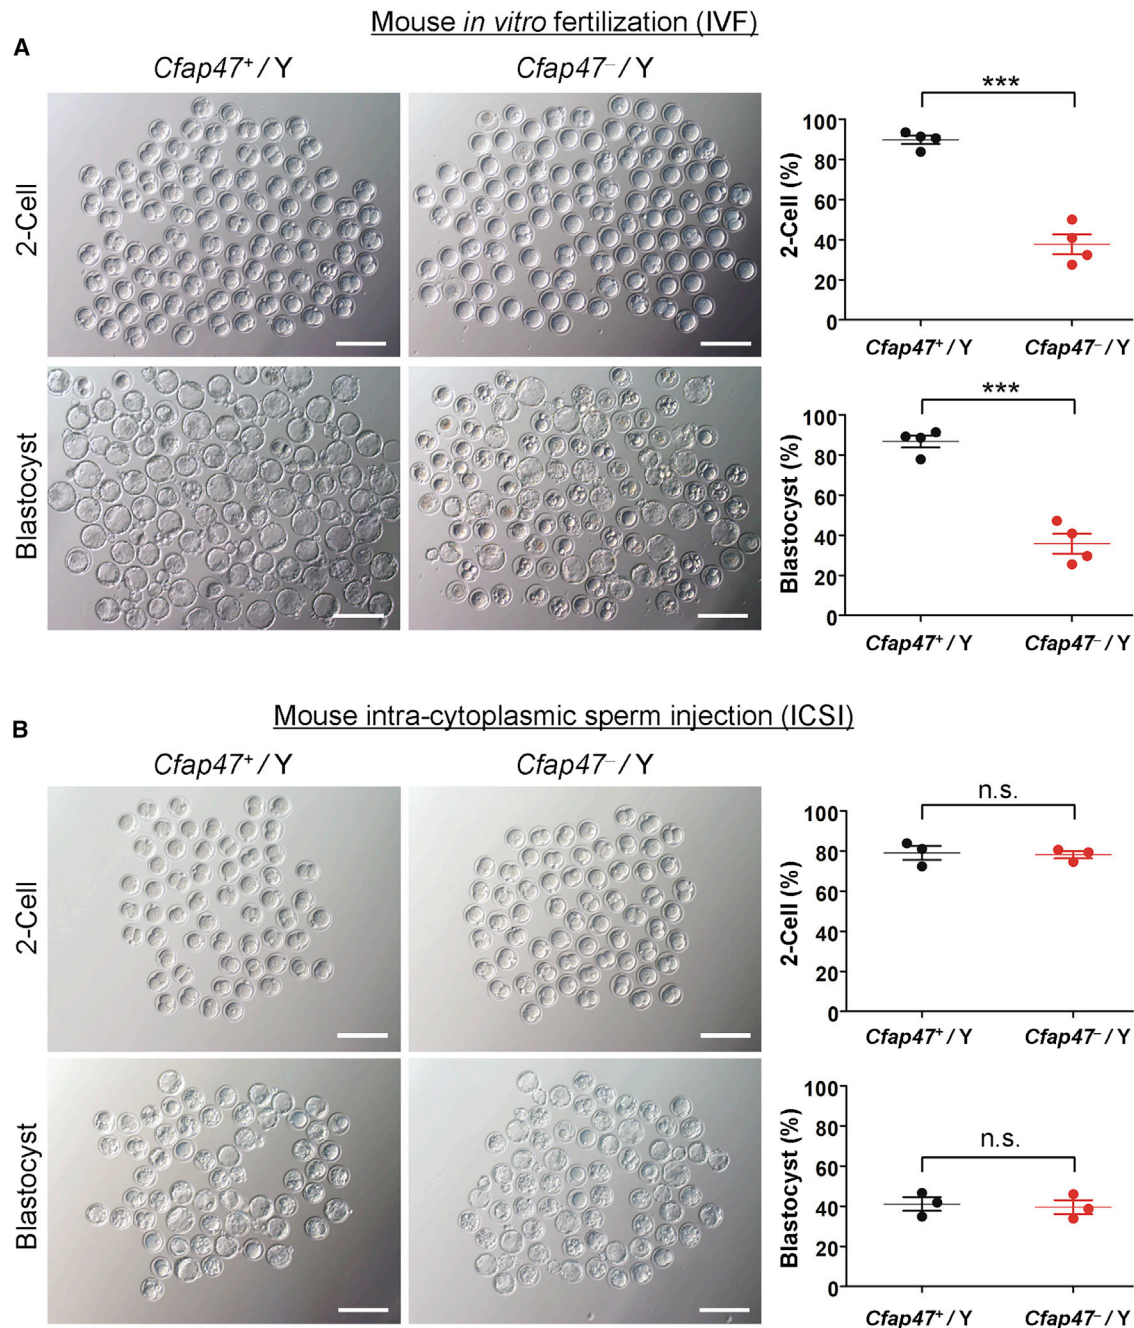 Mouse in vitro fertilization (IVF)
A
Cfap47⁺ / Y
Cfap47⁻ / Y
2-Cell
***
2-Cell (%)
100
80
60
40
20
0
Cfap47⁺ / Y
Cfap47⁻ / Y
Blastocyst
***
Blastocyst (%)
100
80
60
40
20
0
Cfap47⁺ / Y
Cfap47⁻ / Y
Mouse intra-cytoplasmic sperm injection (ICSI)
B
Cfap47⁺ / Y
Cfap47⁻ / Y
2-Cell
n.s.
2-Cell (%)
100
80
60
40
20
0
Cfap47⁺ / Y
Cfap47⁻ / Y
Blastocyst
n.s.
Blastocyst (%)
100
80
60
40
20
0
Cfap47⁺ / Y
Cfap47⁻ / Y